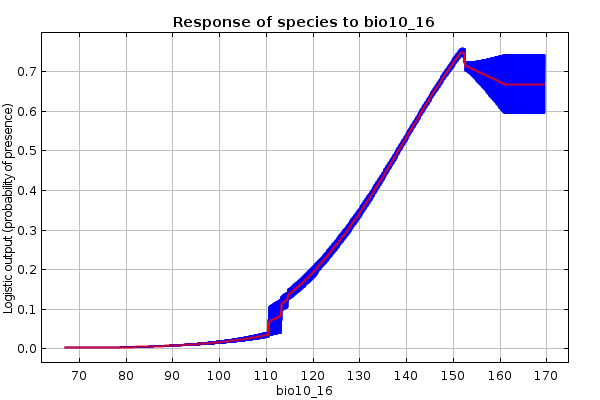 Response of species to bio10_16
Logistic output (probability of presence)
0.7
0.6
0.5
0.4
0.3
0.2
0.1
0.0
70 80 90 100 110 120 130 140 150 160 170
bio10_16